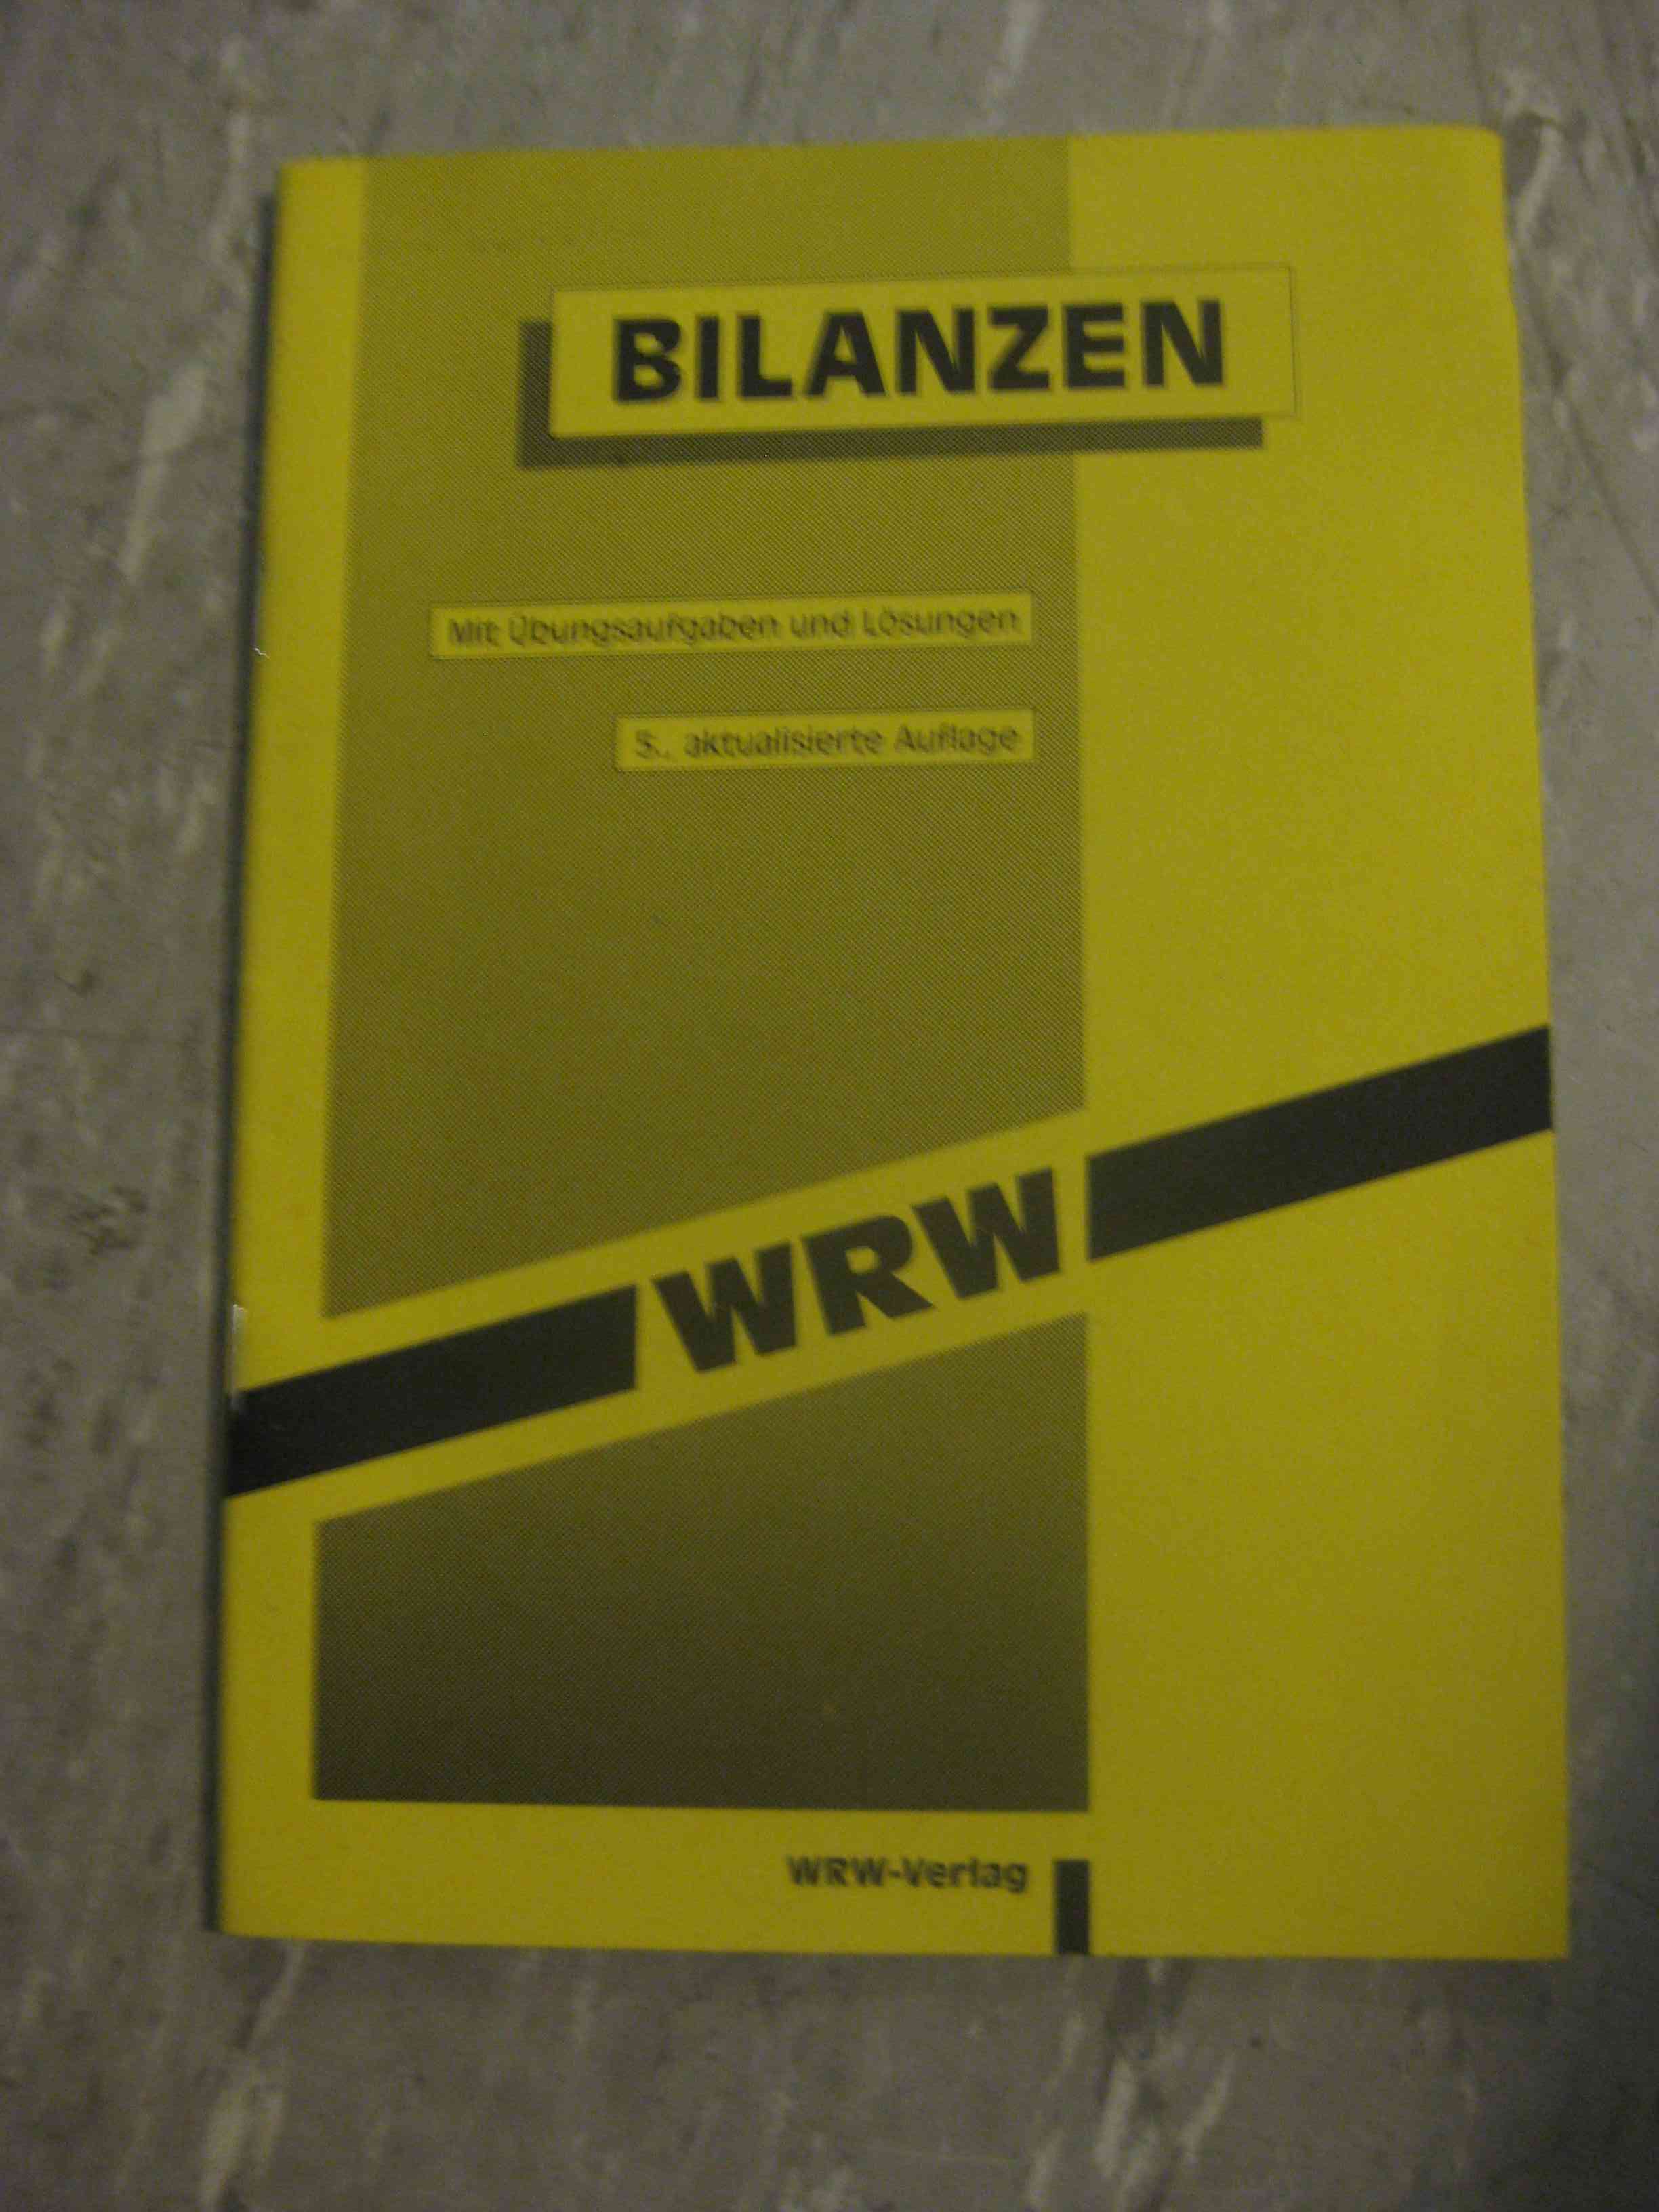 BILANZEN
Mit Übungsaufgaben und Lösungen
5., aktualisierte Auflage
WRW
WRW-Verlag